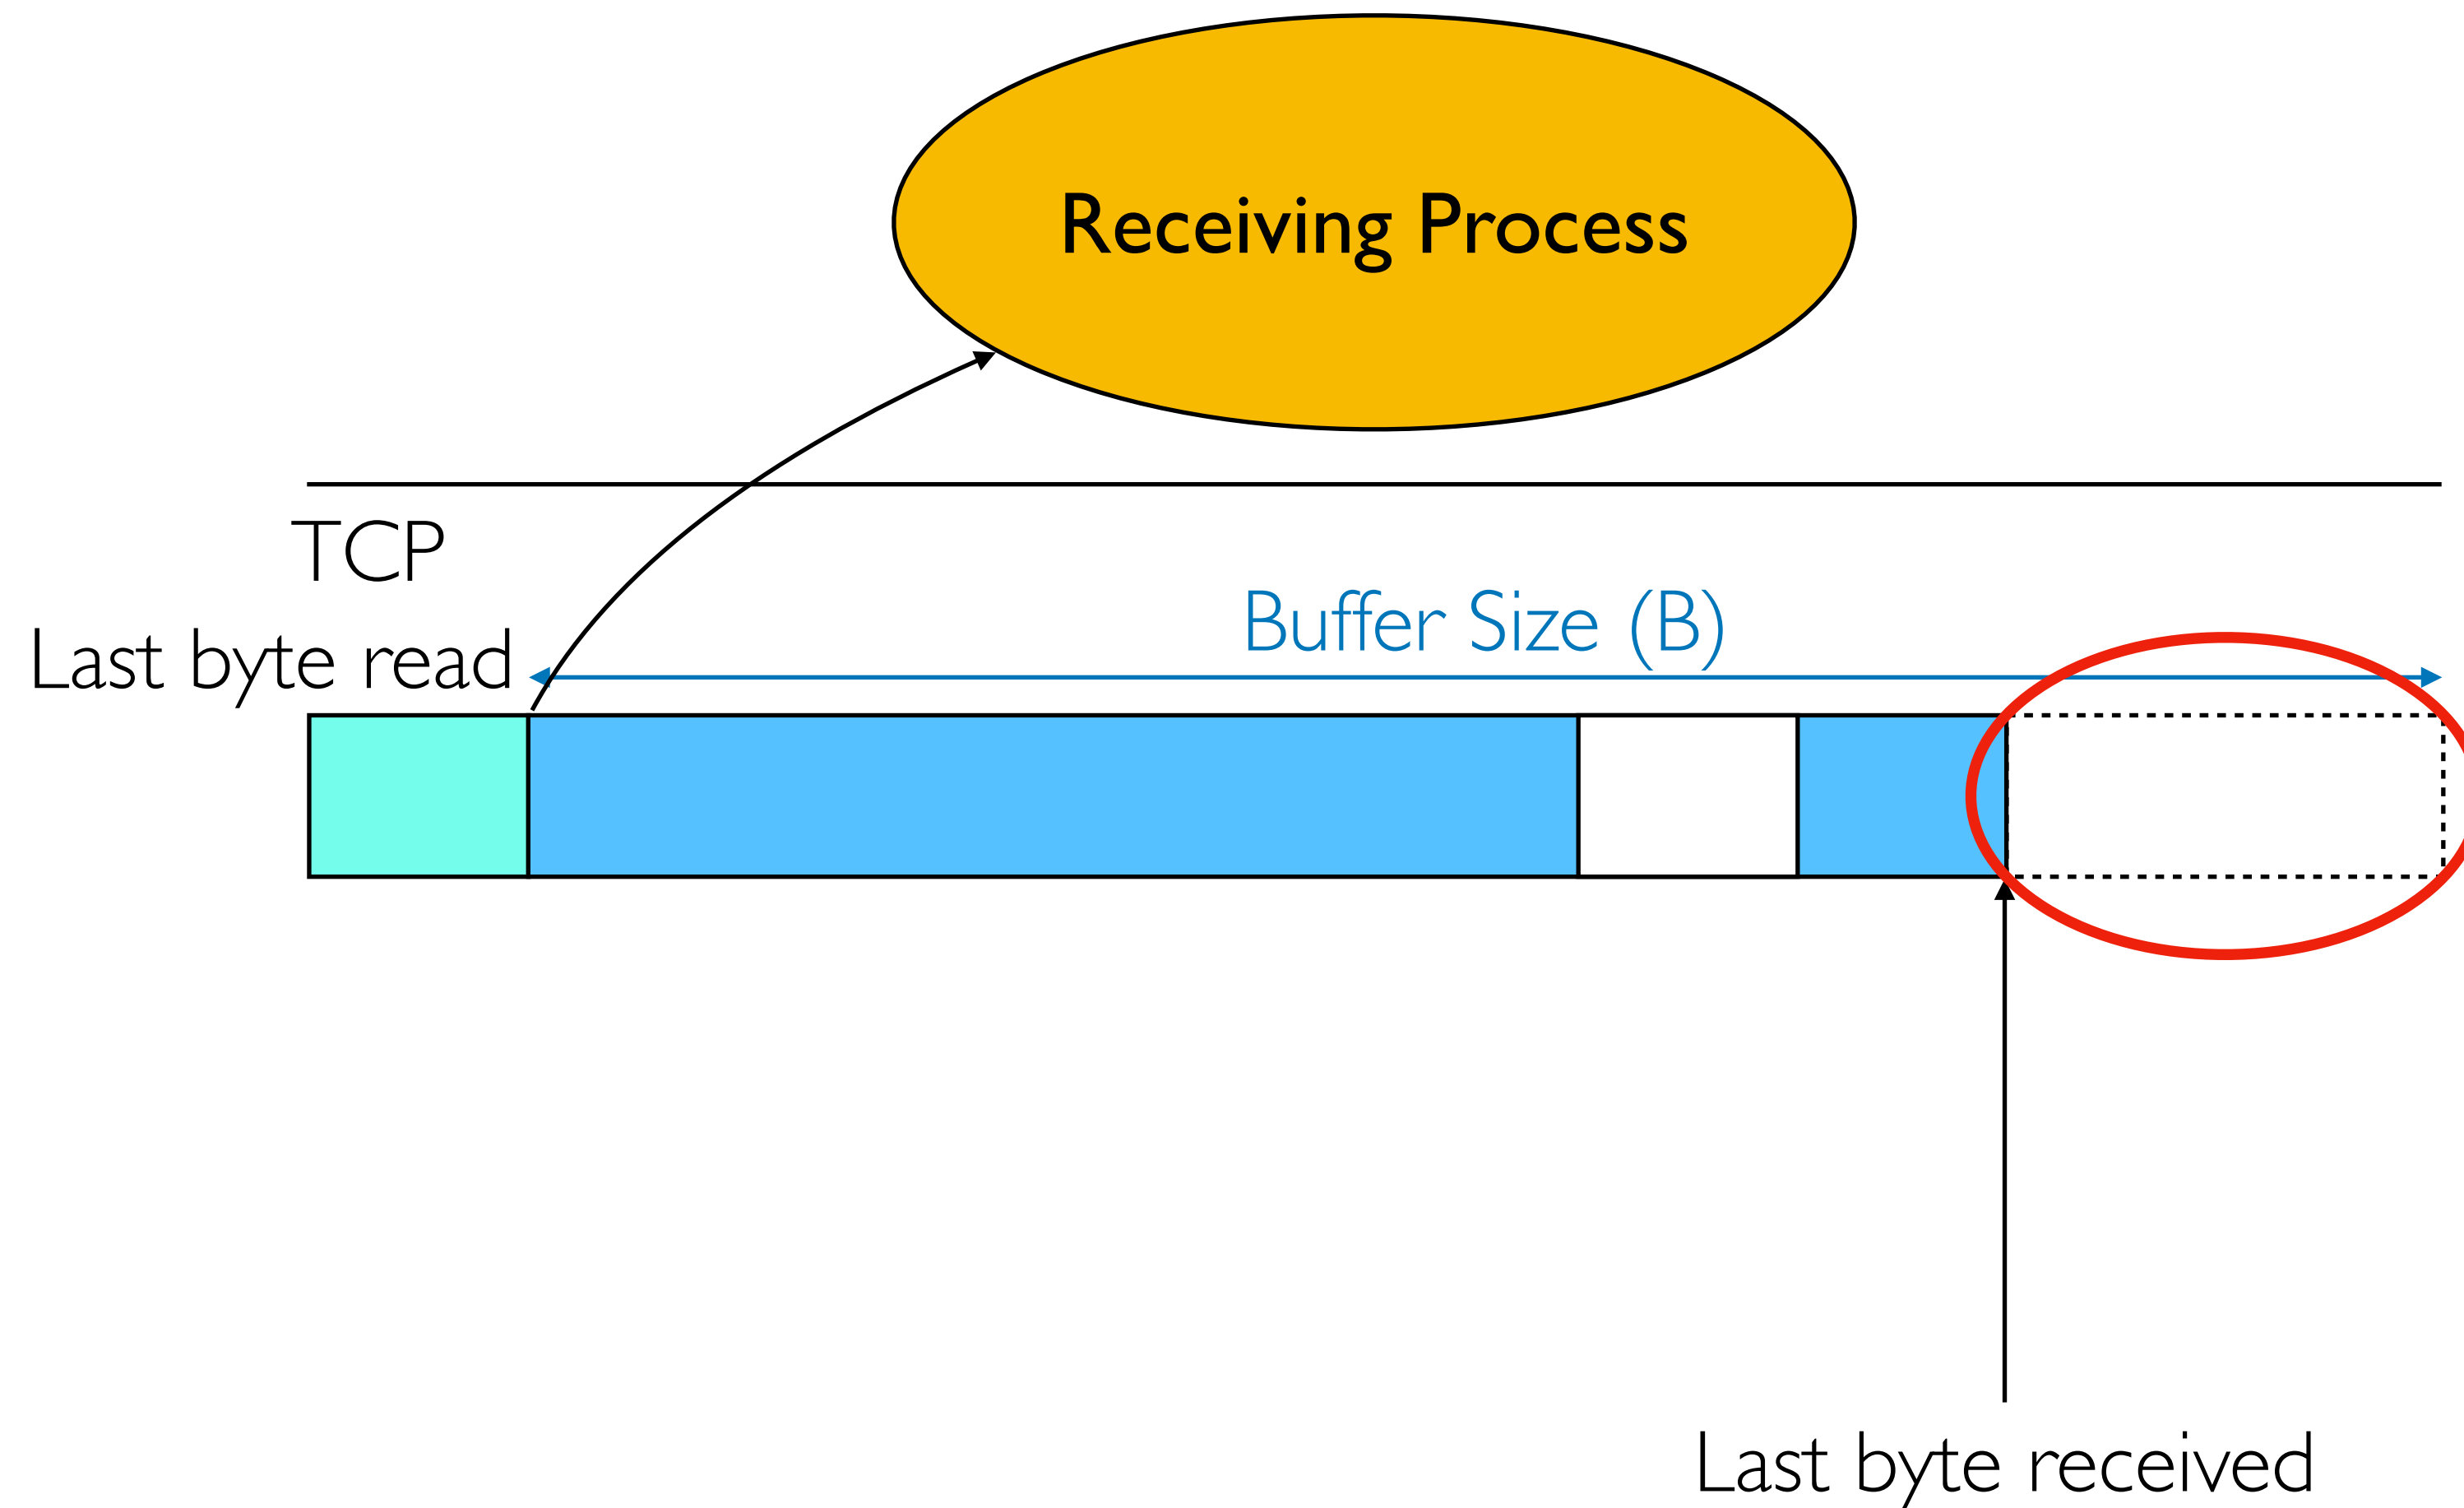 Receiving Process
TCP
Buffer Size (B)
Last byte read
Last byte received